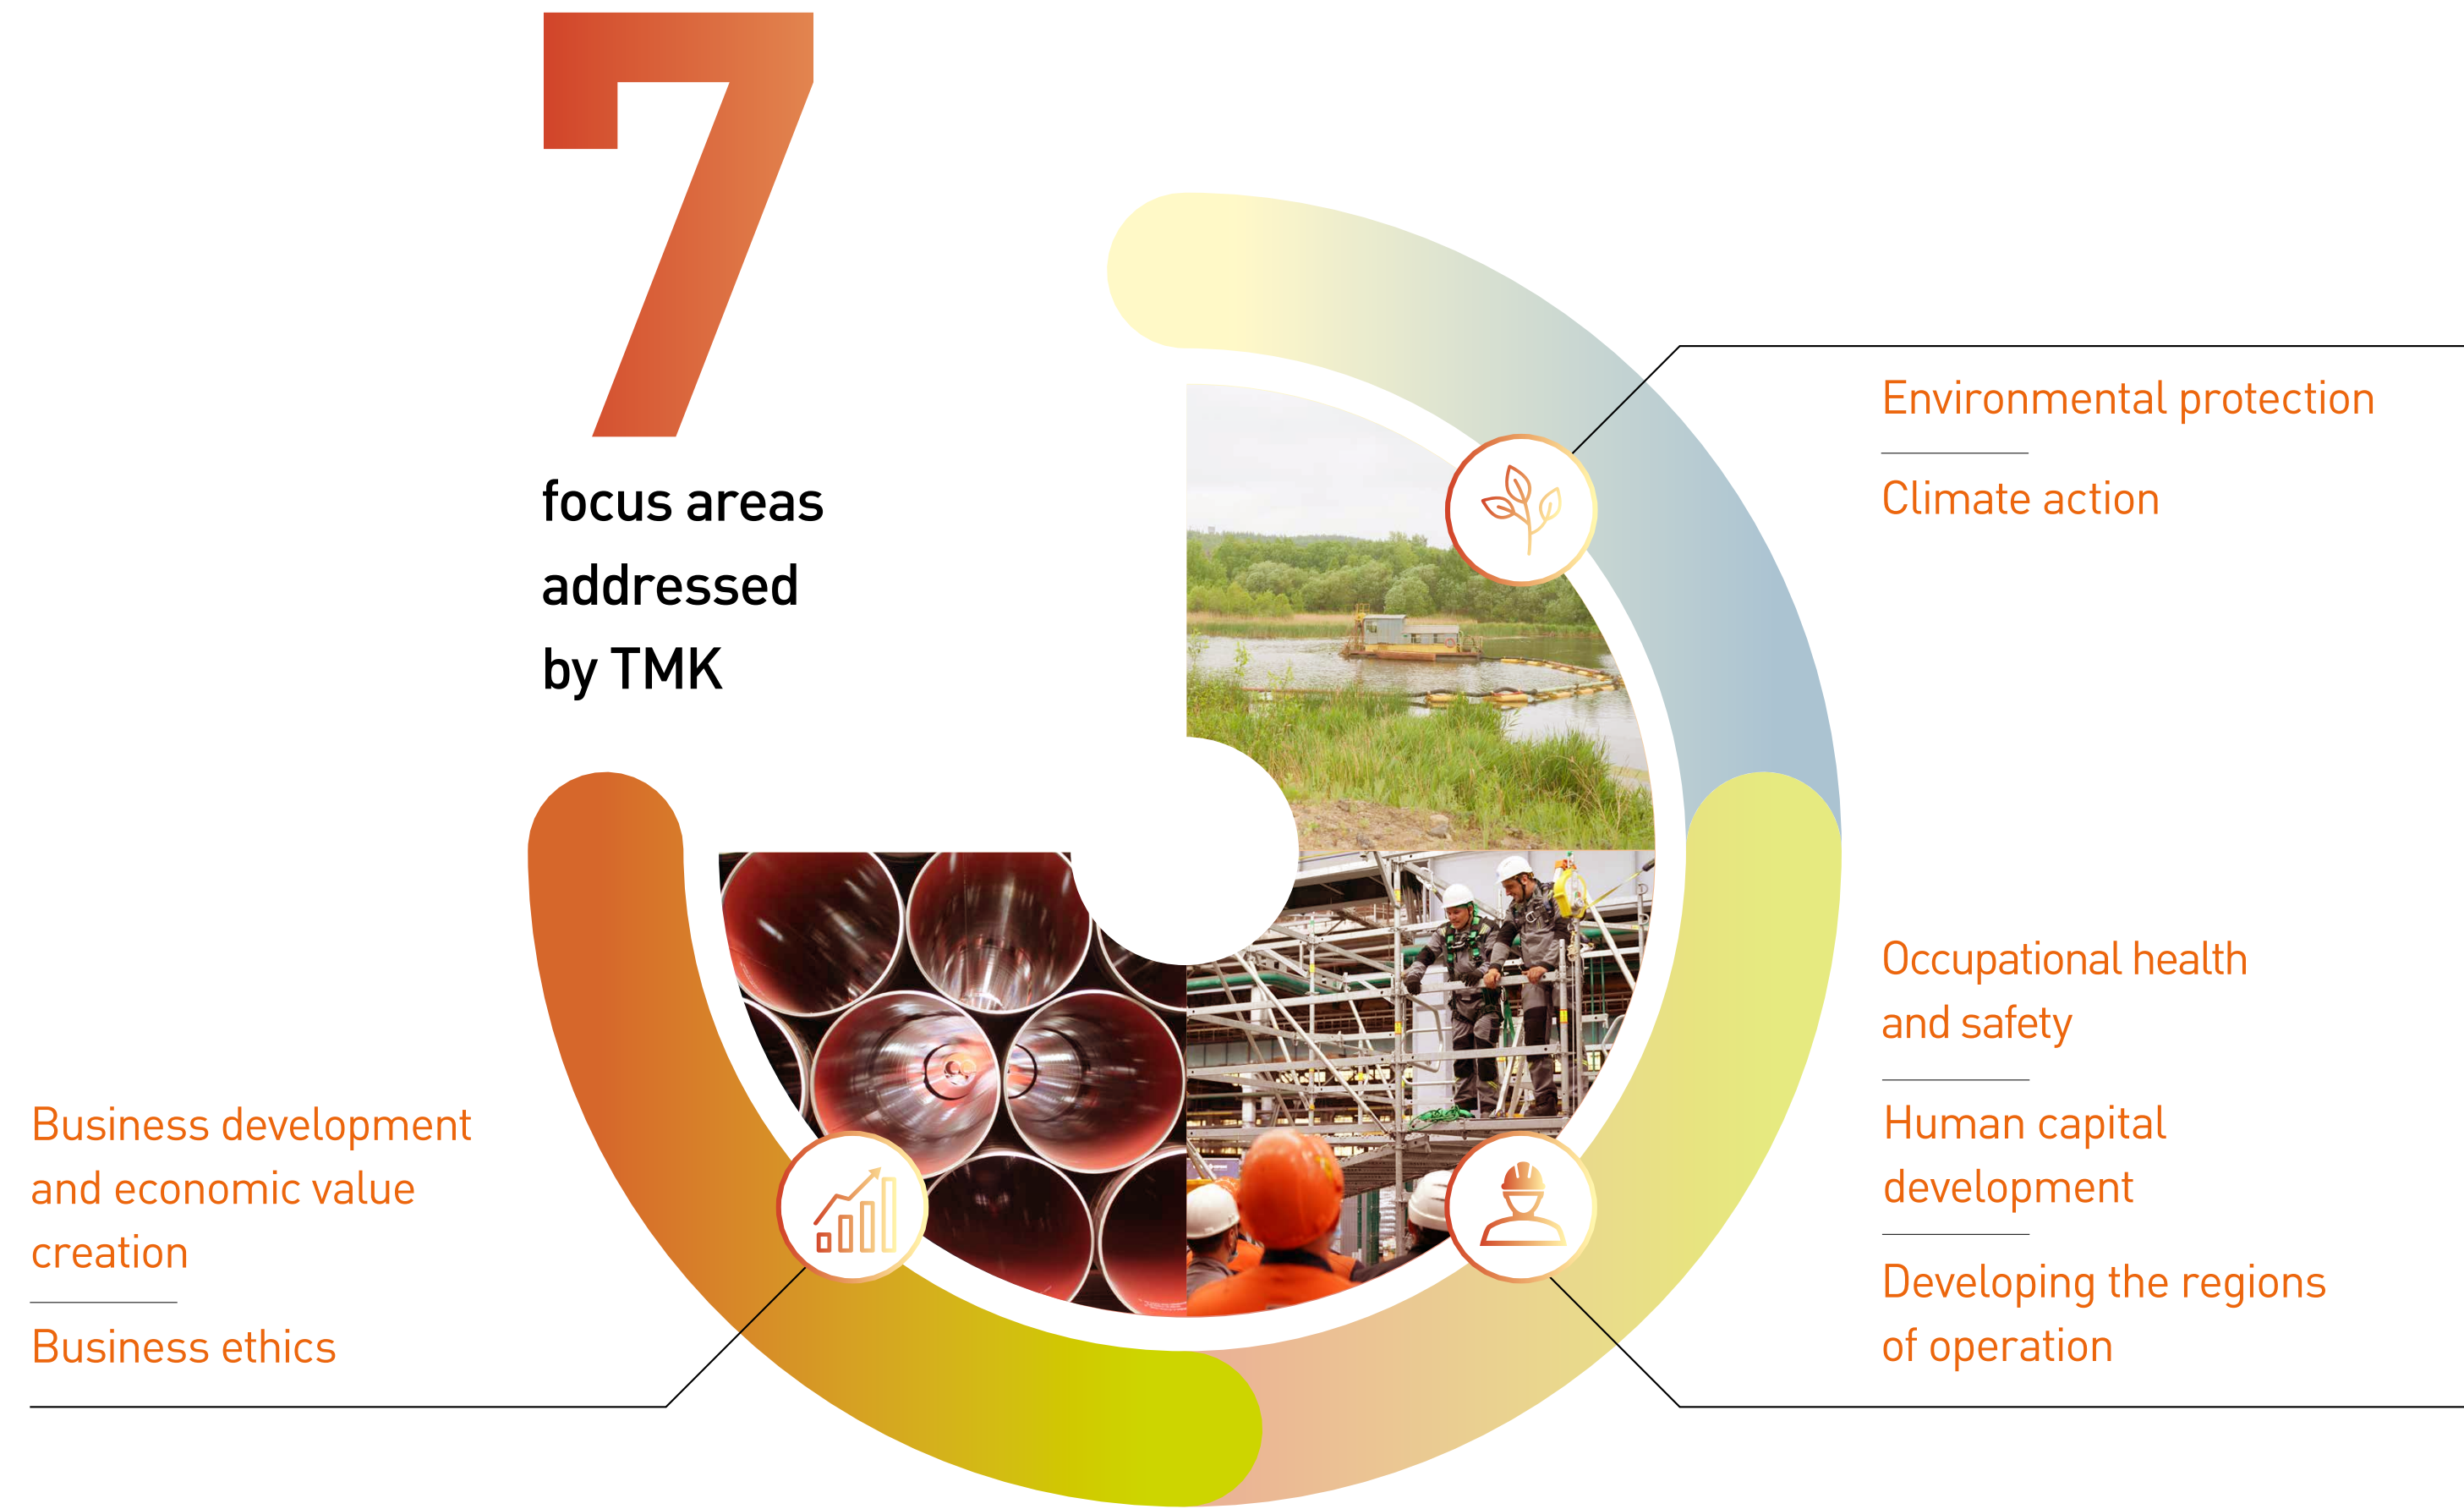 7
focus areas
addressed
by TMK
Environmental protection
Climate action
Occupational health
and safety
Human capital
development
Developing the regions
of operation
Business development
and economic value
creation
Business ethics